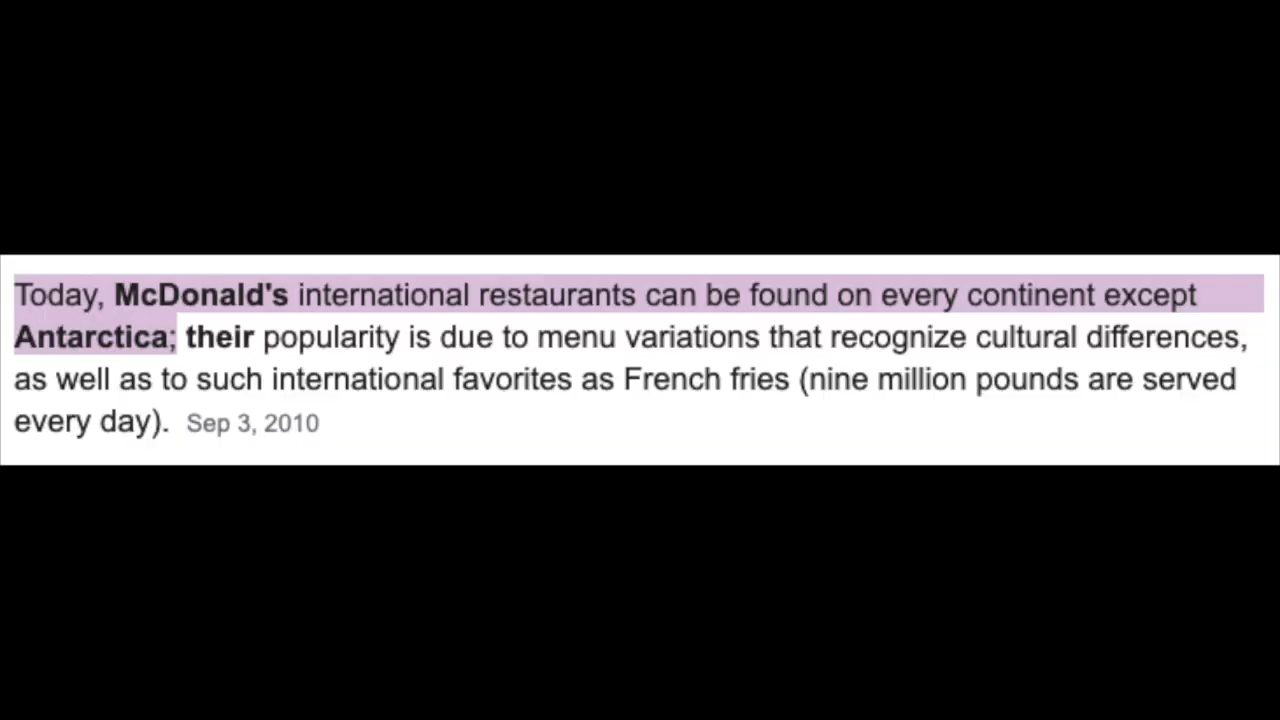 Today, McDonald's international restaurants can be found on every continent except
Antarctica; their popularity is due to menu variations that recognize cultural differences,
as well as to such international favorites as French fries (nine million pounds are served
every day). Sep 3, 2010